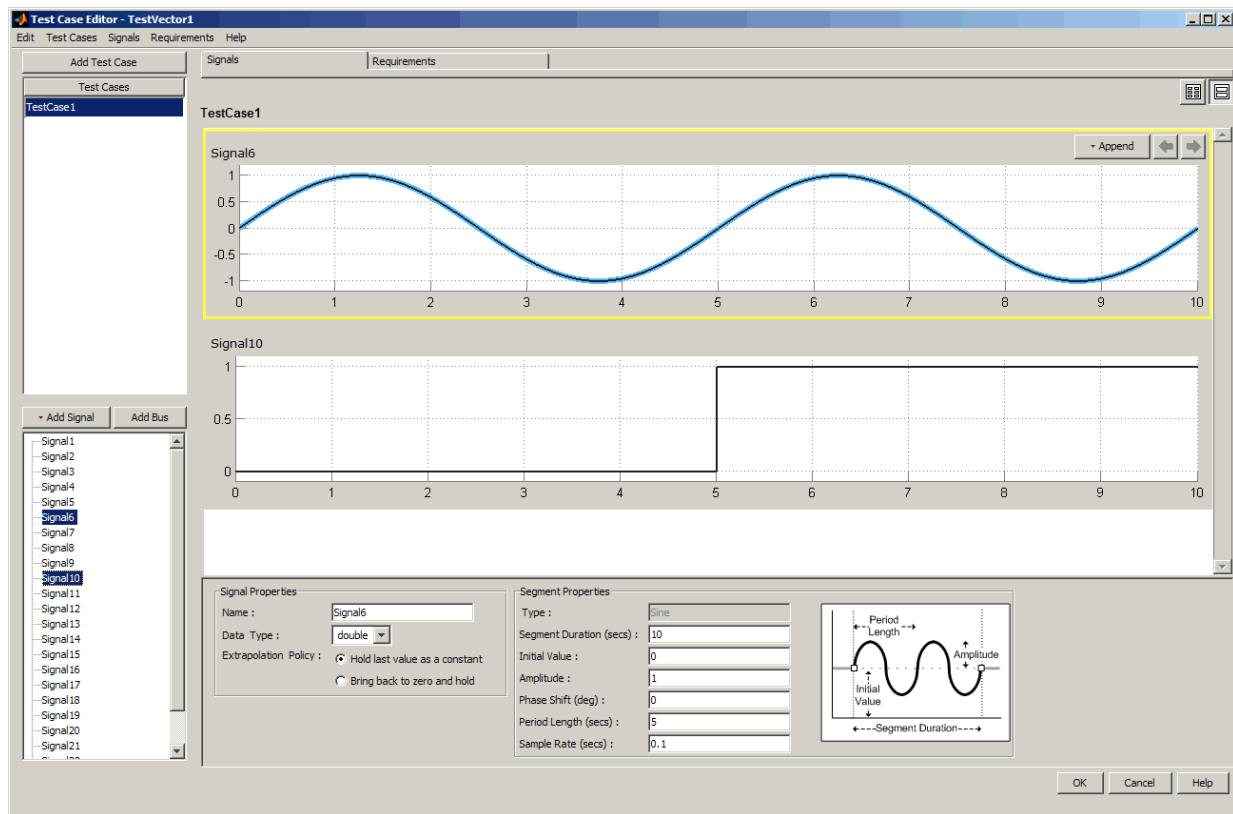 Test Case Editor - TestVector1
Edit Test Cases Signals Requirements Help
Add Test Case
Test Cases
TestCase1
Signals
Requirements
TestCase1
Signal6
Append
1
0.5
0
-0.5
-1
0 1 2 3 4 5 6 7 8 9 10
Signal10
1
0.5
0
0 1 2 3 4 5 6 7 8 9 10
Add Signal
Add Bus
Signal1
Signal2
Signal3
Signal4
Signal5
Signal6
Signal7
Signal8
Signal9
Signal10
Signal11
Signal12
Signal13
Signal14
Signal15
Signal16
Signal17
Signal18
Signal19
Signal20
Signal21
Signal Properties
Name : Signal6
Data Type : double
Extrapolation Policy : Hold last value as a constant
Bring back to zero and hold
Segment Properties
Type : Sine
Segment Duration (secs) : 10
Initial Value : 0
Amplitude : 1
Phase Shift (deg) : 0
Period Length (secs) : 5
Sample Rate (secs) : 0.1
Period
Length
Amplitude
Initial
Value
Segment Duration
OK
Cancel
Help